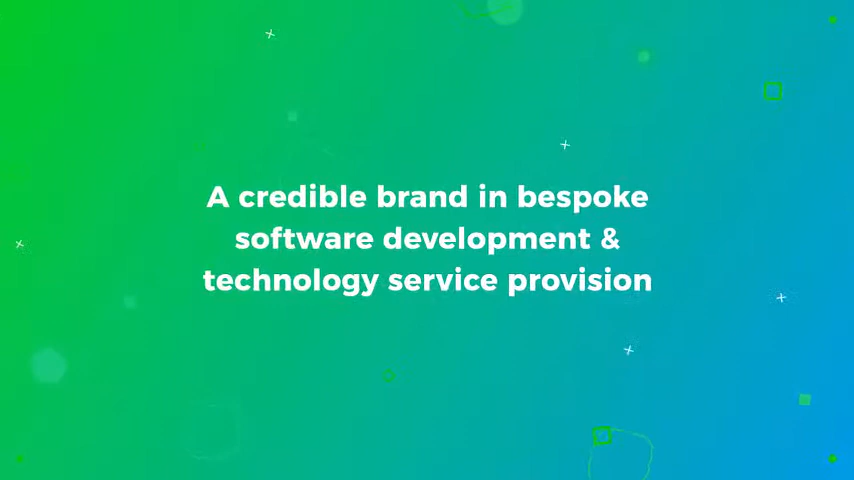 A credible brand in bespoke
software development &
technology service provision